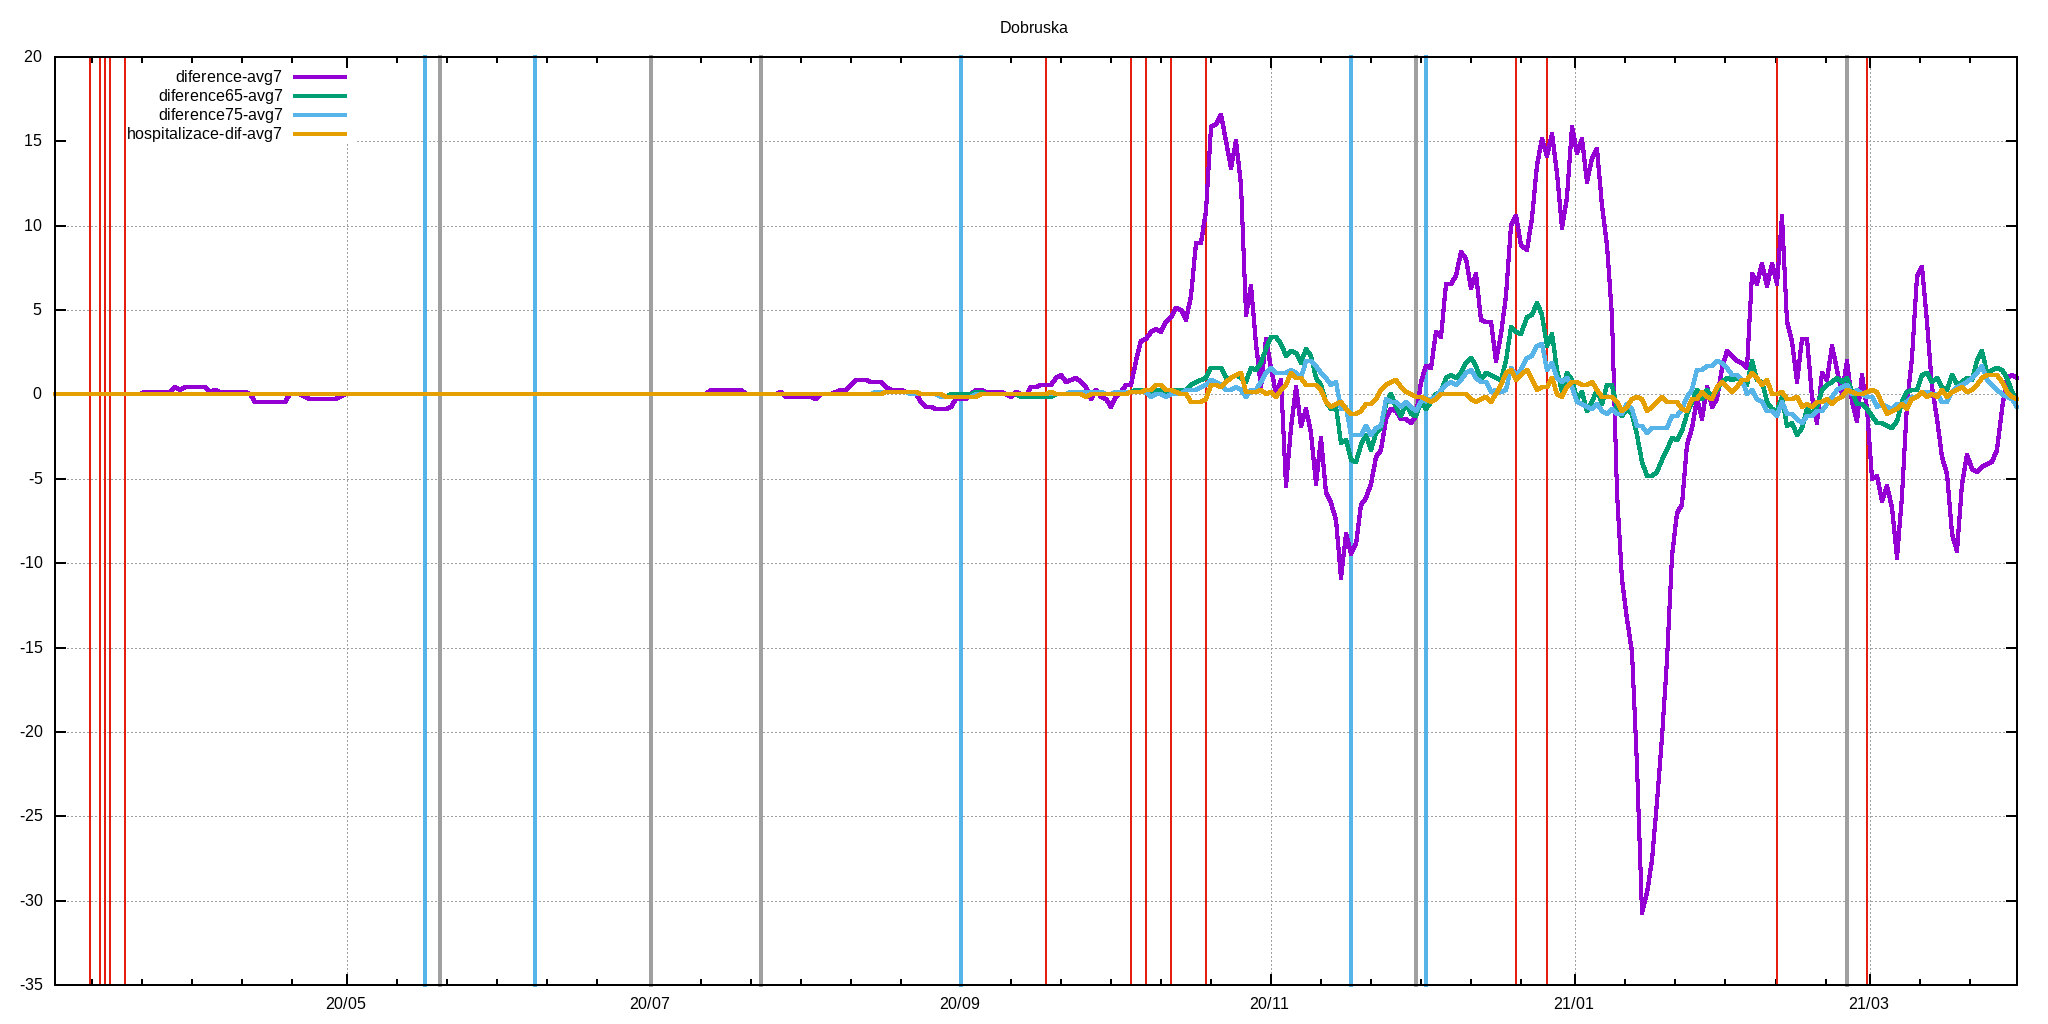 Dobruska
20
diference-avg7
diference65-avg7
diference75-avg7
hospitalizace-dif-avg7
15
10
5
0
-5
-10
-15
-20
-25
-30
-35
20/05 20/07 20/09 20/11 21/01 21/03